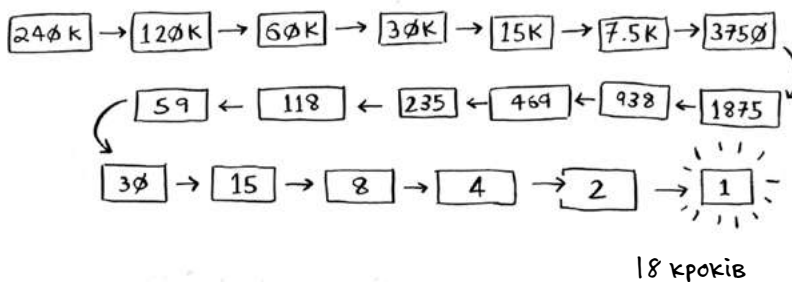 240K → 120K → 60K → 30K → 15K → 7.5K → 3750
59 ← 118 ← 235 ← 469 ← 938 ← 1875
30 → 15 → 8 → 4 → 2 → 1
18 кроків